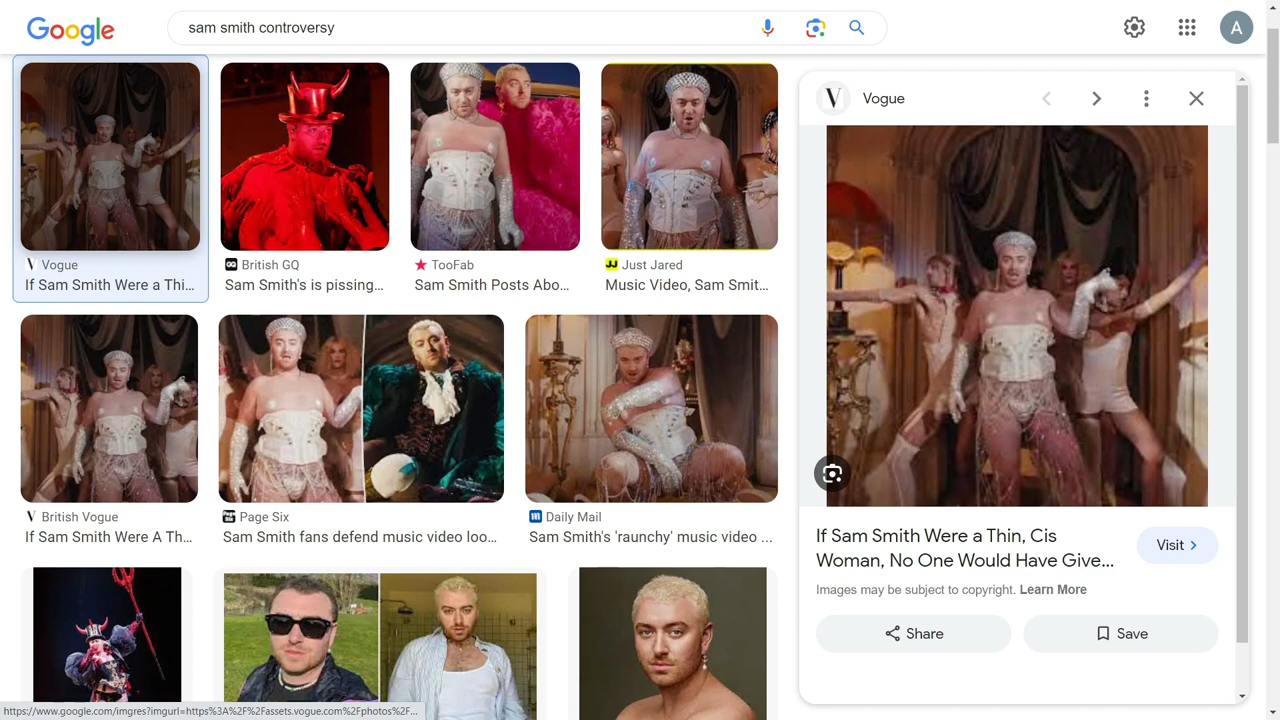 Google
sam smith controversy
A
Vogue
If Sam Smith Were a Thi...
British GQ
Sam Smith's is pissing...
TooFab
Sam Smith Posts Abo...
JJ Just Jared
Music Video, Sam Smit...
V Vogue
If Sam Smith Were a Thin, Cis
Woman, No One Would Have Give...
Visit
Images may be subject to copyright. Learn More
Share
Save
British Vogue
If Sam Smith Were A Th...
Page Six
Sam Smith fans defend music video loo...
Daily Mail
Sam Smith's 'raunchy' music video ...
https://www.google.com/imgres?imgurl=https%3A%2F%2Fassets.vogue.com%2Fphotos%2F...